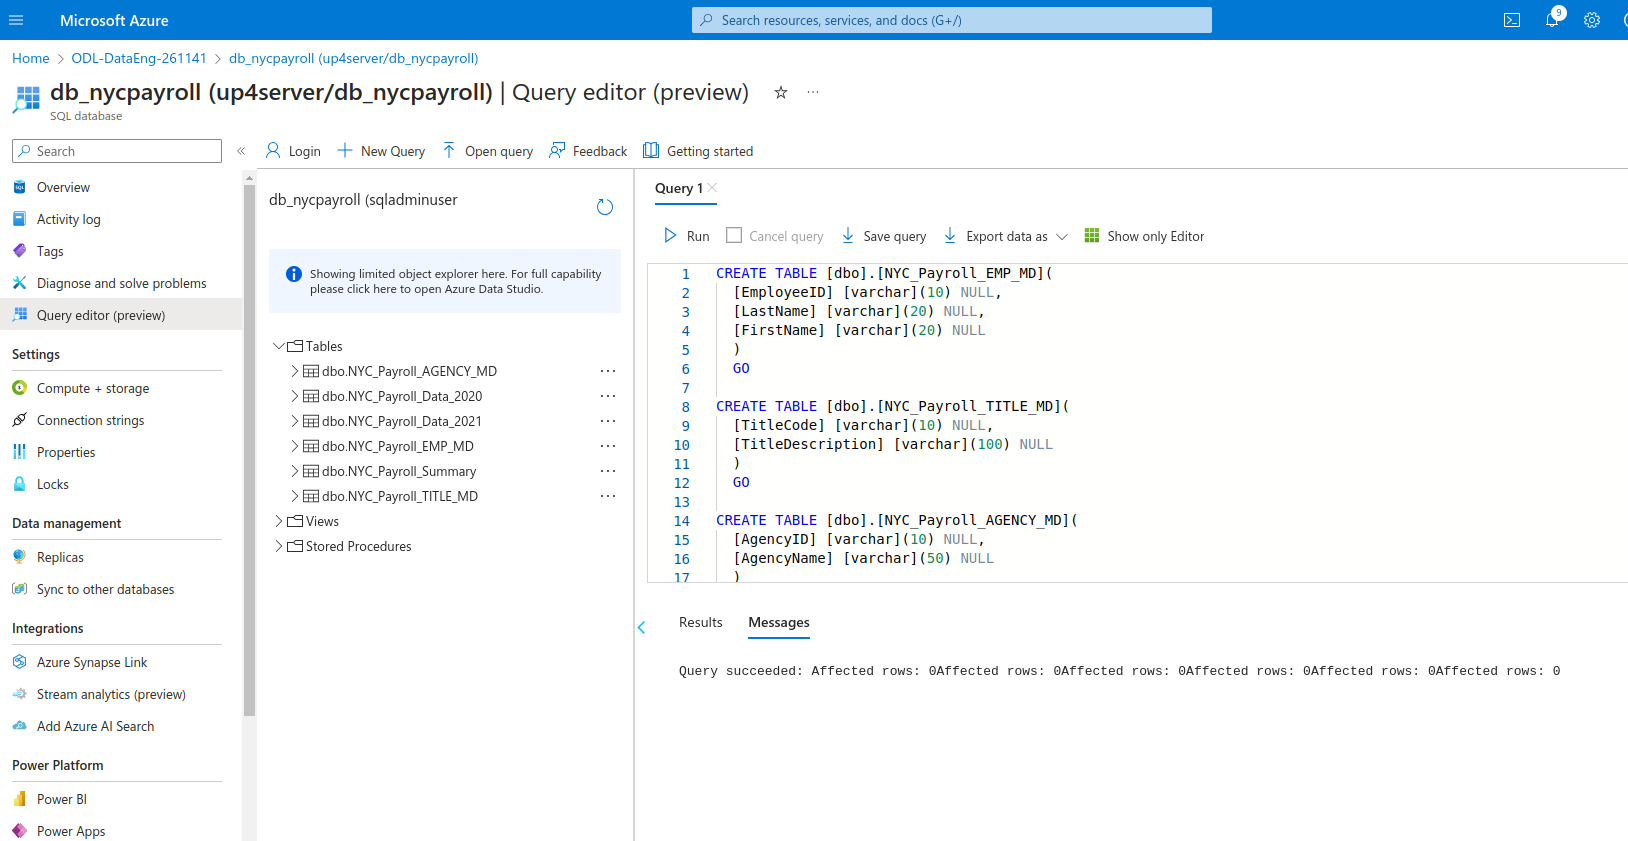 Microsoft Azure
Search resources, services, and docs (G+/)
9
Home > ODL-DataEng-261141 > db_nycpayroll (up4server/db_nycpayroll)
db_nycpayroll (up4server/db_nycpayroll) | Query editor (preview)
SQL database
Search
«
Login
New Query
Open query
Feedback
Getting started
Overview
Activity log
Tags
Diagnose and solve problems
Query editor (preview)
Settings
Compute + storage
Connection strings
Properties
Locks
Data management
Replicas
Sync to other databases
Integrations
Azure Synapse Link
Stream analytics (preview)
Add Azure AI Search
Power Platform
Power BI
Power Apps
db_nycpayroll (sqladminuser
Showing limited object explorer here. For full capability
please click here to open Azure Data Studio.
Tables
dbo.NYC_Payroll_AGENCY_MD
dbo.NYC_Payroll_Data_2020
dbo.NYC_Payroll_Data_2021
dbo.NYC_Payroll_EMP_MD
dbo.NYC_Payroll_Summary
dbo.NYC_Payroll_TITLE_MD
Views
Stored Procedures
Query 1
Run
Cancel query
Save query
Export data as
Show only Editor
1 CREATE TABLE [dbo].[NYC_Payroll_EMP_MD](
2 [EmployeeID] [varchar](10) NULL,
3 [LastName] [varchar](20) NULL,
4 [FirstName] [varchar](20) NULL
5 )
6 GO
7
8 CREATE TABLE [dbo].[NYC_Payroll_TITLE_MD](
9 [TitleCode] [varchar](10) NULL,
10 [TitleDescription] [varchar](100) NULL
11 )
12 GO
13
14 CREATE TABLE [dbo].[NYC_Payroll_AGENCY_MD](
15 [AgencyID] [varchar](10) NULL,
16 [AgencyName] [varchar](50) NULL
17 )
Results
Messages
Query succeeded: Affected rows: 0Affected rows: 0Affected rows: 0Affected rows: 0Affected rows: 0Affected rows: 0